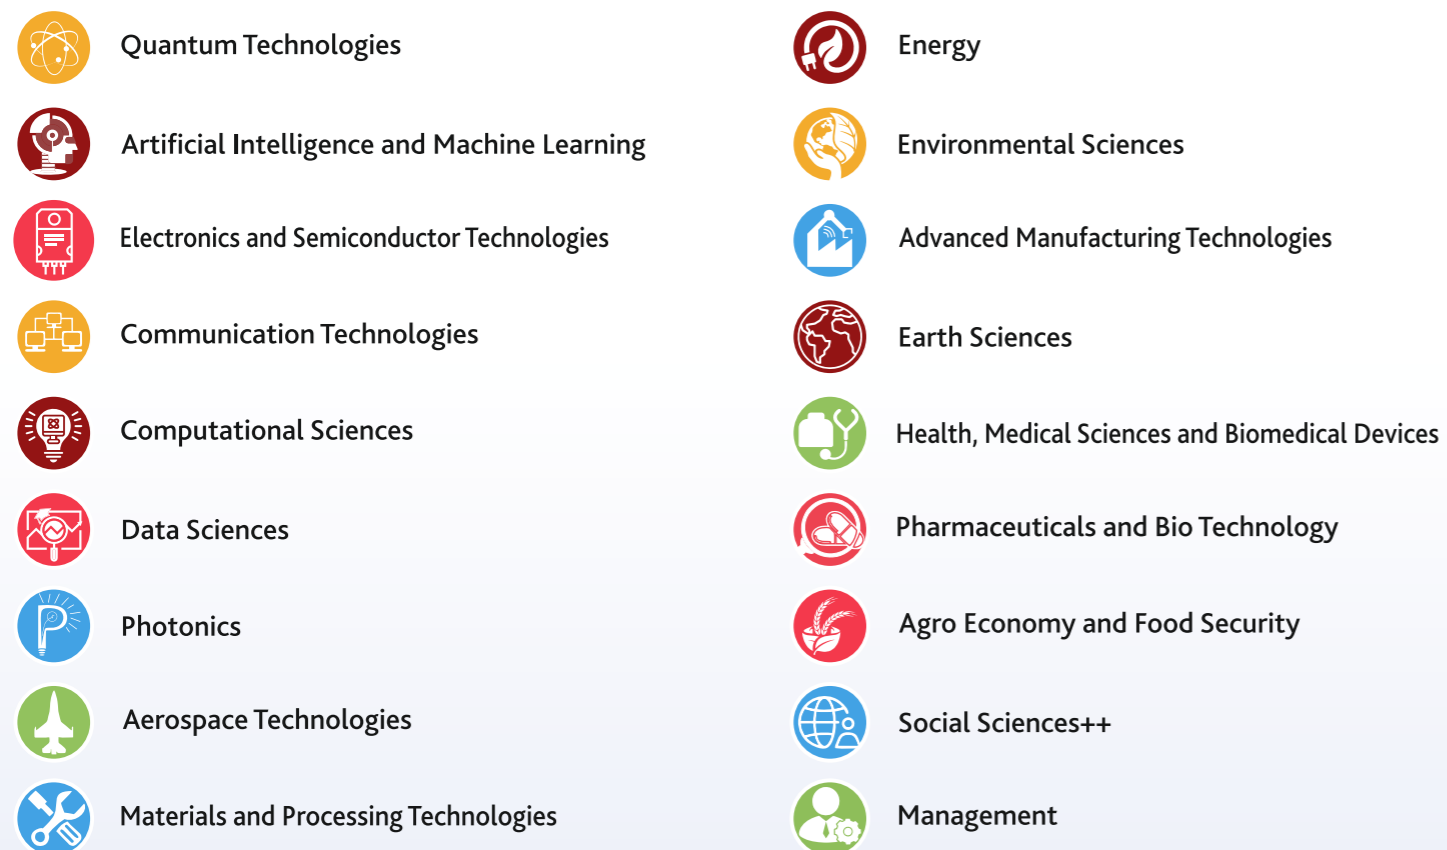 Quantum Technologies
Artificial Intelligence and Machine Learning
Electronics and Semiconductor Technologies
Communication Technologies
Computational Sciences
Data Sciences
Photonics
Aerospace Technologies
Materials and Processing Technologies
Energy
Environmental Sciences
Advanced Manufacturing Technologies
Earth Sciences
Health, Medical Sciences and Biomedical Devices
Pharmaceuticals and Bio Technology
Agro Economy and Food Security
Social Sciences++
Management